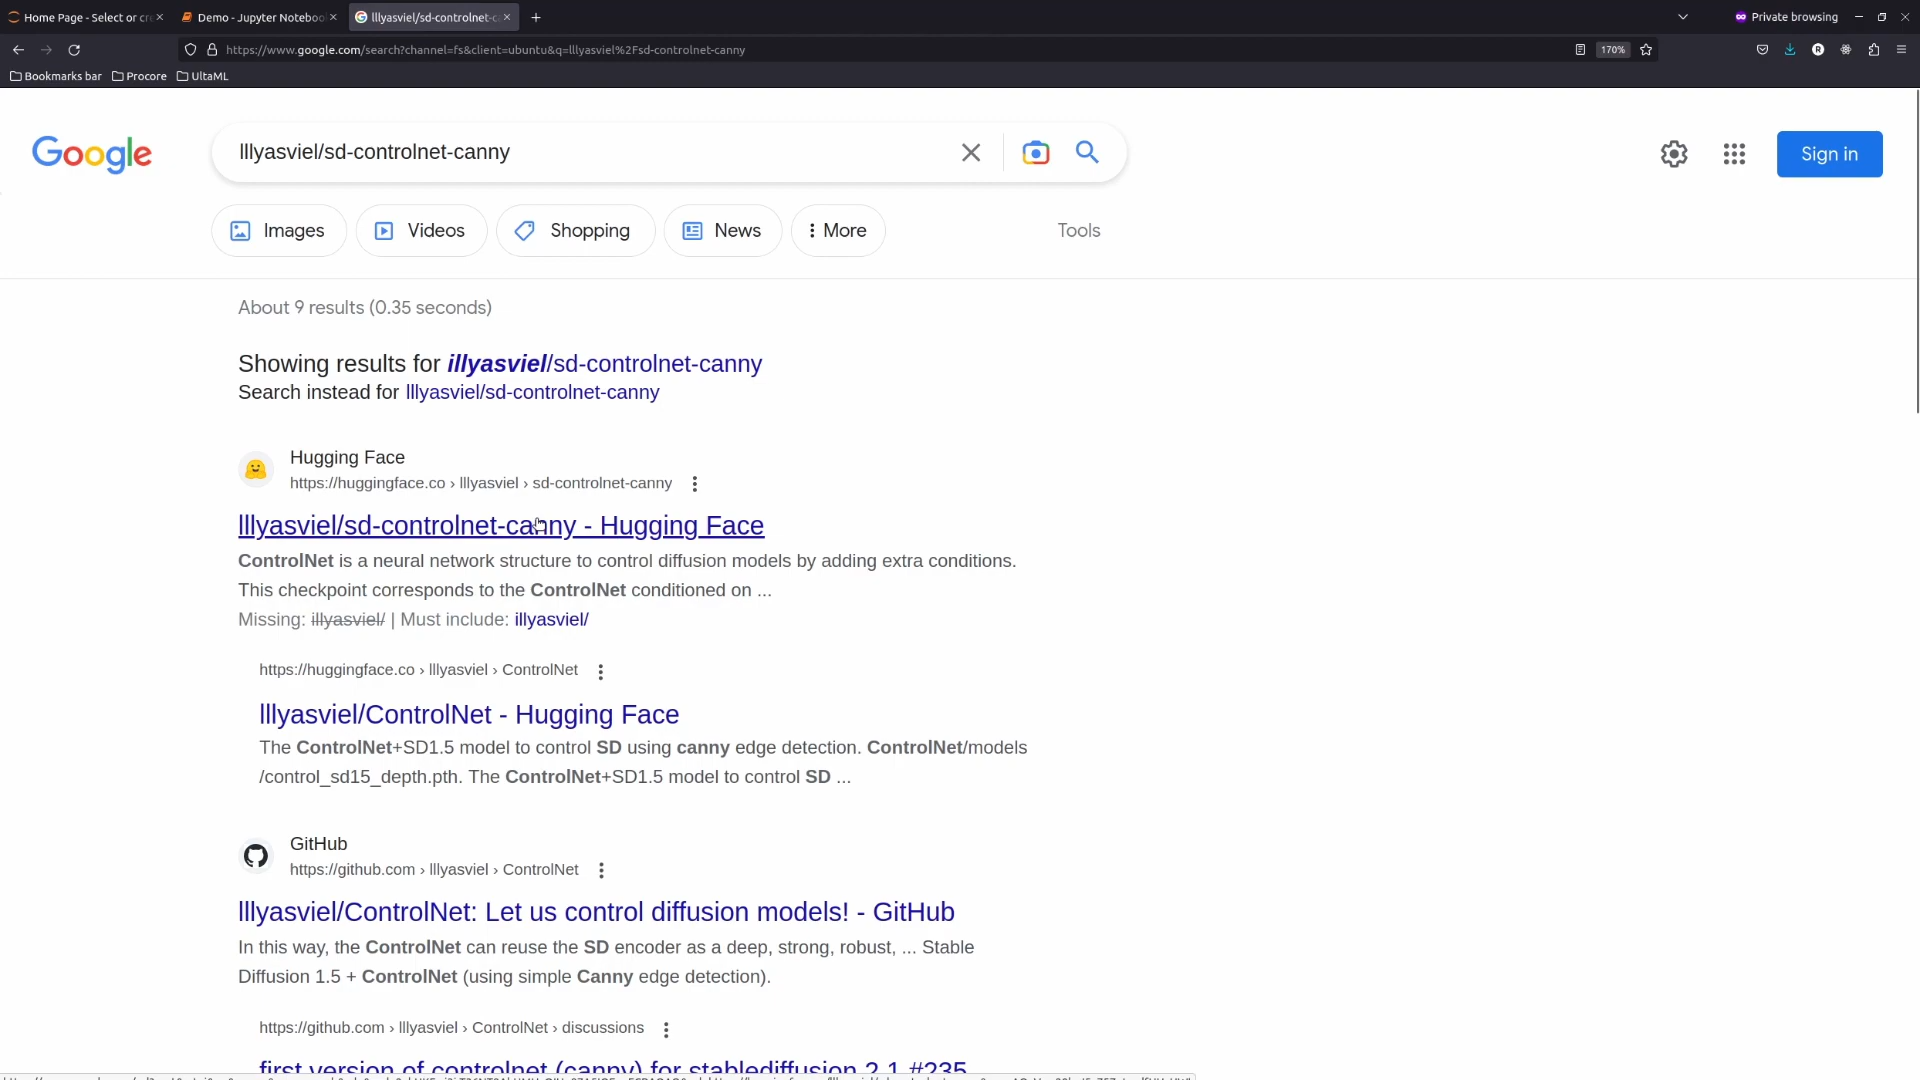 Home Page - Select or cre
Demo - Jupyter Notebook
lllyasviel/sd-controlnet-c
Private browsing
https://www.google.com/search?channel=fs&client=ubuntu&q=lllyasviel%2Fsd-controlnet-canny
170%
Bookmarks bar
Procore
UltaML
Google
lllyasviel/sd-controlnet-canny
Sign in
Images
Videos
Shopping
News
More
Tools
About 9 results (0.35 seconds)
Showing results for illyasviel/sd-controlnet-canny
Search instead for lllyasviel/sd-controlnet-canny
Hugging Face
https://huggingface.co › lllyasviel › sd-controlnet-canny
lllyasviel/sd-controlnet-canny - Hugging Face
ControlNet is a neural network structure to control diffusion models by adding extra conditions.
This checkpoint corresponds to the ControlNet conditioned on ...
Missing: illyasviel/ | Must include: illyasviel/
https://huggingface.co › lllyasviel › ControlNet
lllyasviel/ControlNet - Hugging Face
The ControlNet+SD1.5 model to control SD using canny edge detection. ControlNet/models
/control_sd15_depth.pth. The ControlNet+SD1.5 model to control SD ...
GitHub
https://github.com › lllyasviel › ControlNet
lllyasviel/ControlNet: Let us control diffusion models! - GitHub
In this way, the ControlNet can reuse the SD encoder as a deep, strong, robust, ... Stable
Diffusion 1.5 + ControlNet (using simple Canny edge detection).
https://github.com › lllyasviel › ControlNet › discussions
first version of controlnet (canny) for stablediffusion 2.1 #235